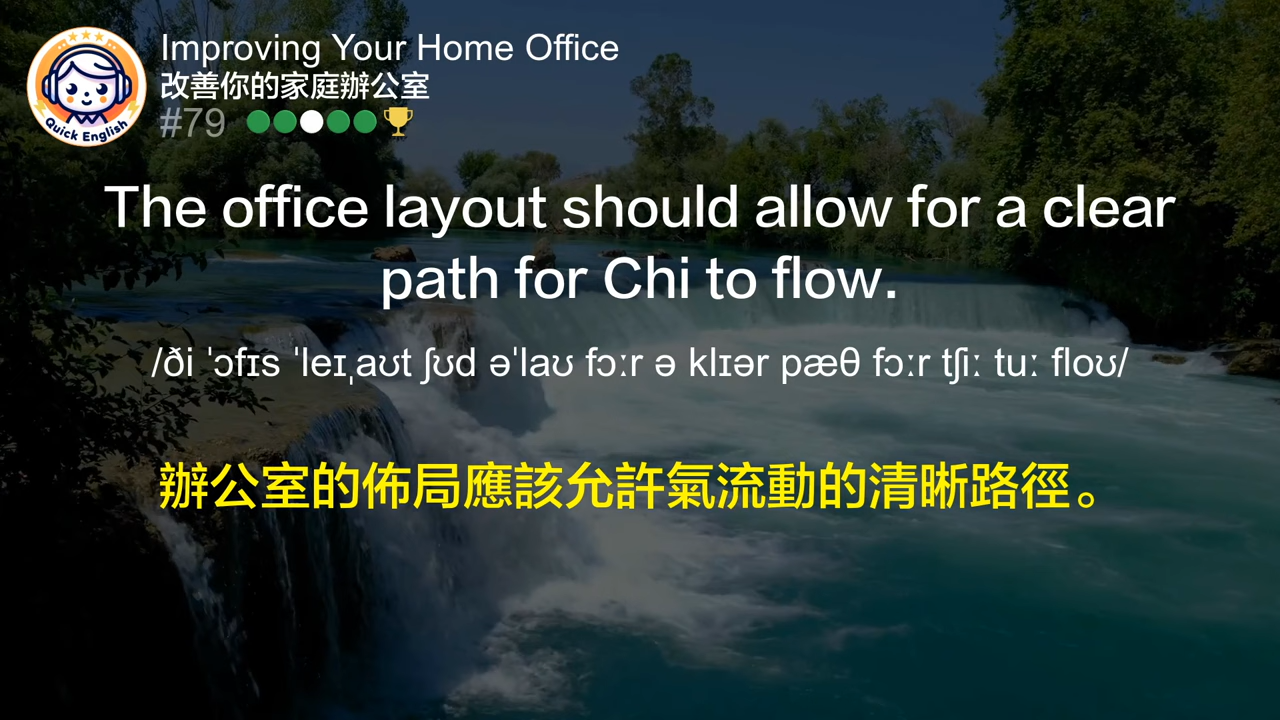 Quick English
Improving Your Home Office
改善你的家庭辦公室
#79
The office layout should allow for a clear
path for Chi to flow.
/ði ˈɔfɪs ˈleɪˌaʊt ʃʊd əˈlaʊ fɔːr ə klɪər pæθ fɔːr tʃiː tuː floʊ/
辦公室的佈局應該允許氣流動的清晰路徑。